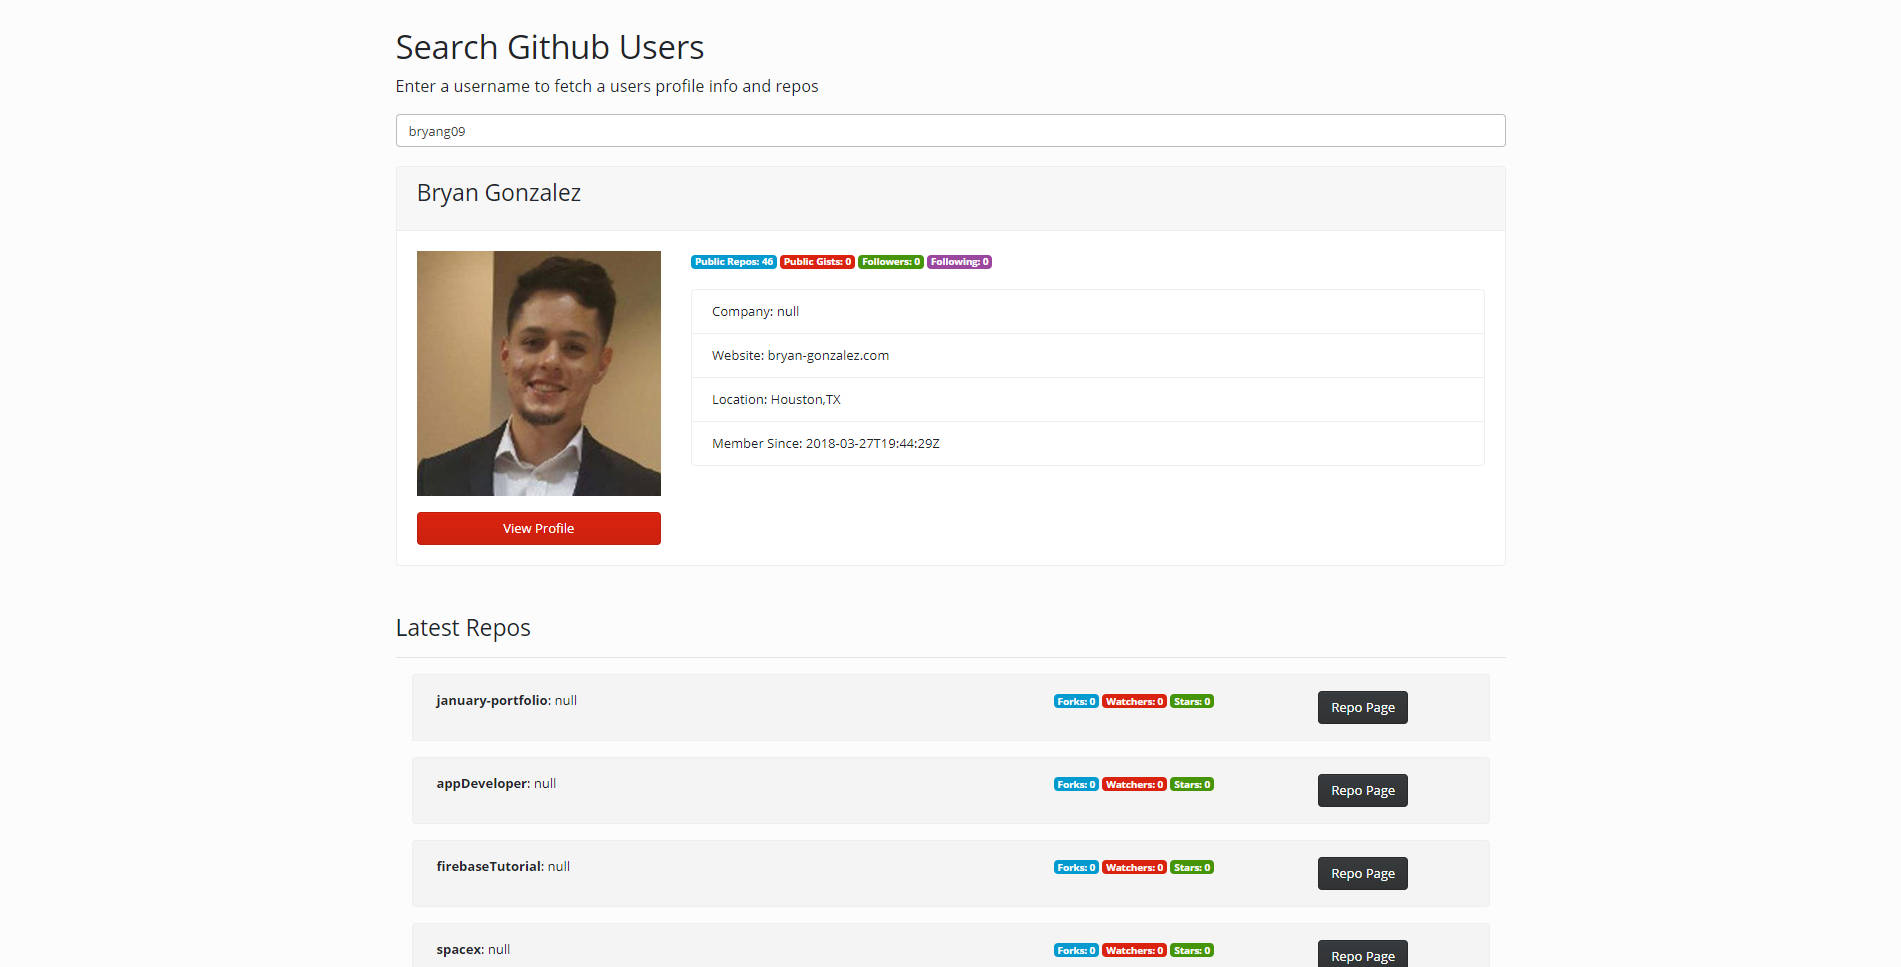 Search Github Users
Enter a username to fetch a users profile info and repos
bryang09
Bryan Gonzalez
Public Repos: 46 Public Gists: 0 Followers: 0 Following: 0
Company: null
Website: bryan-gonzalez.com
Location: Houston,TX
Member Since: 2018-03-27T19:44:29Z
View Profile
Latest Repos
january-portfolio: null Forks: 0 Watchers: 0 Stars: 0 Repo Page
appDeveloper: null Forks: 0 Watchers: 0 Stars: 0 Repo Page
firebaseTutorial: null Forks: 0 Watchers: 0 Stars: 0 Repo Page
spacex: null Forks: 0 Watchers: 0 Stars: 0 Repo Page